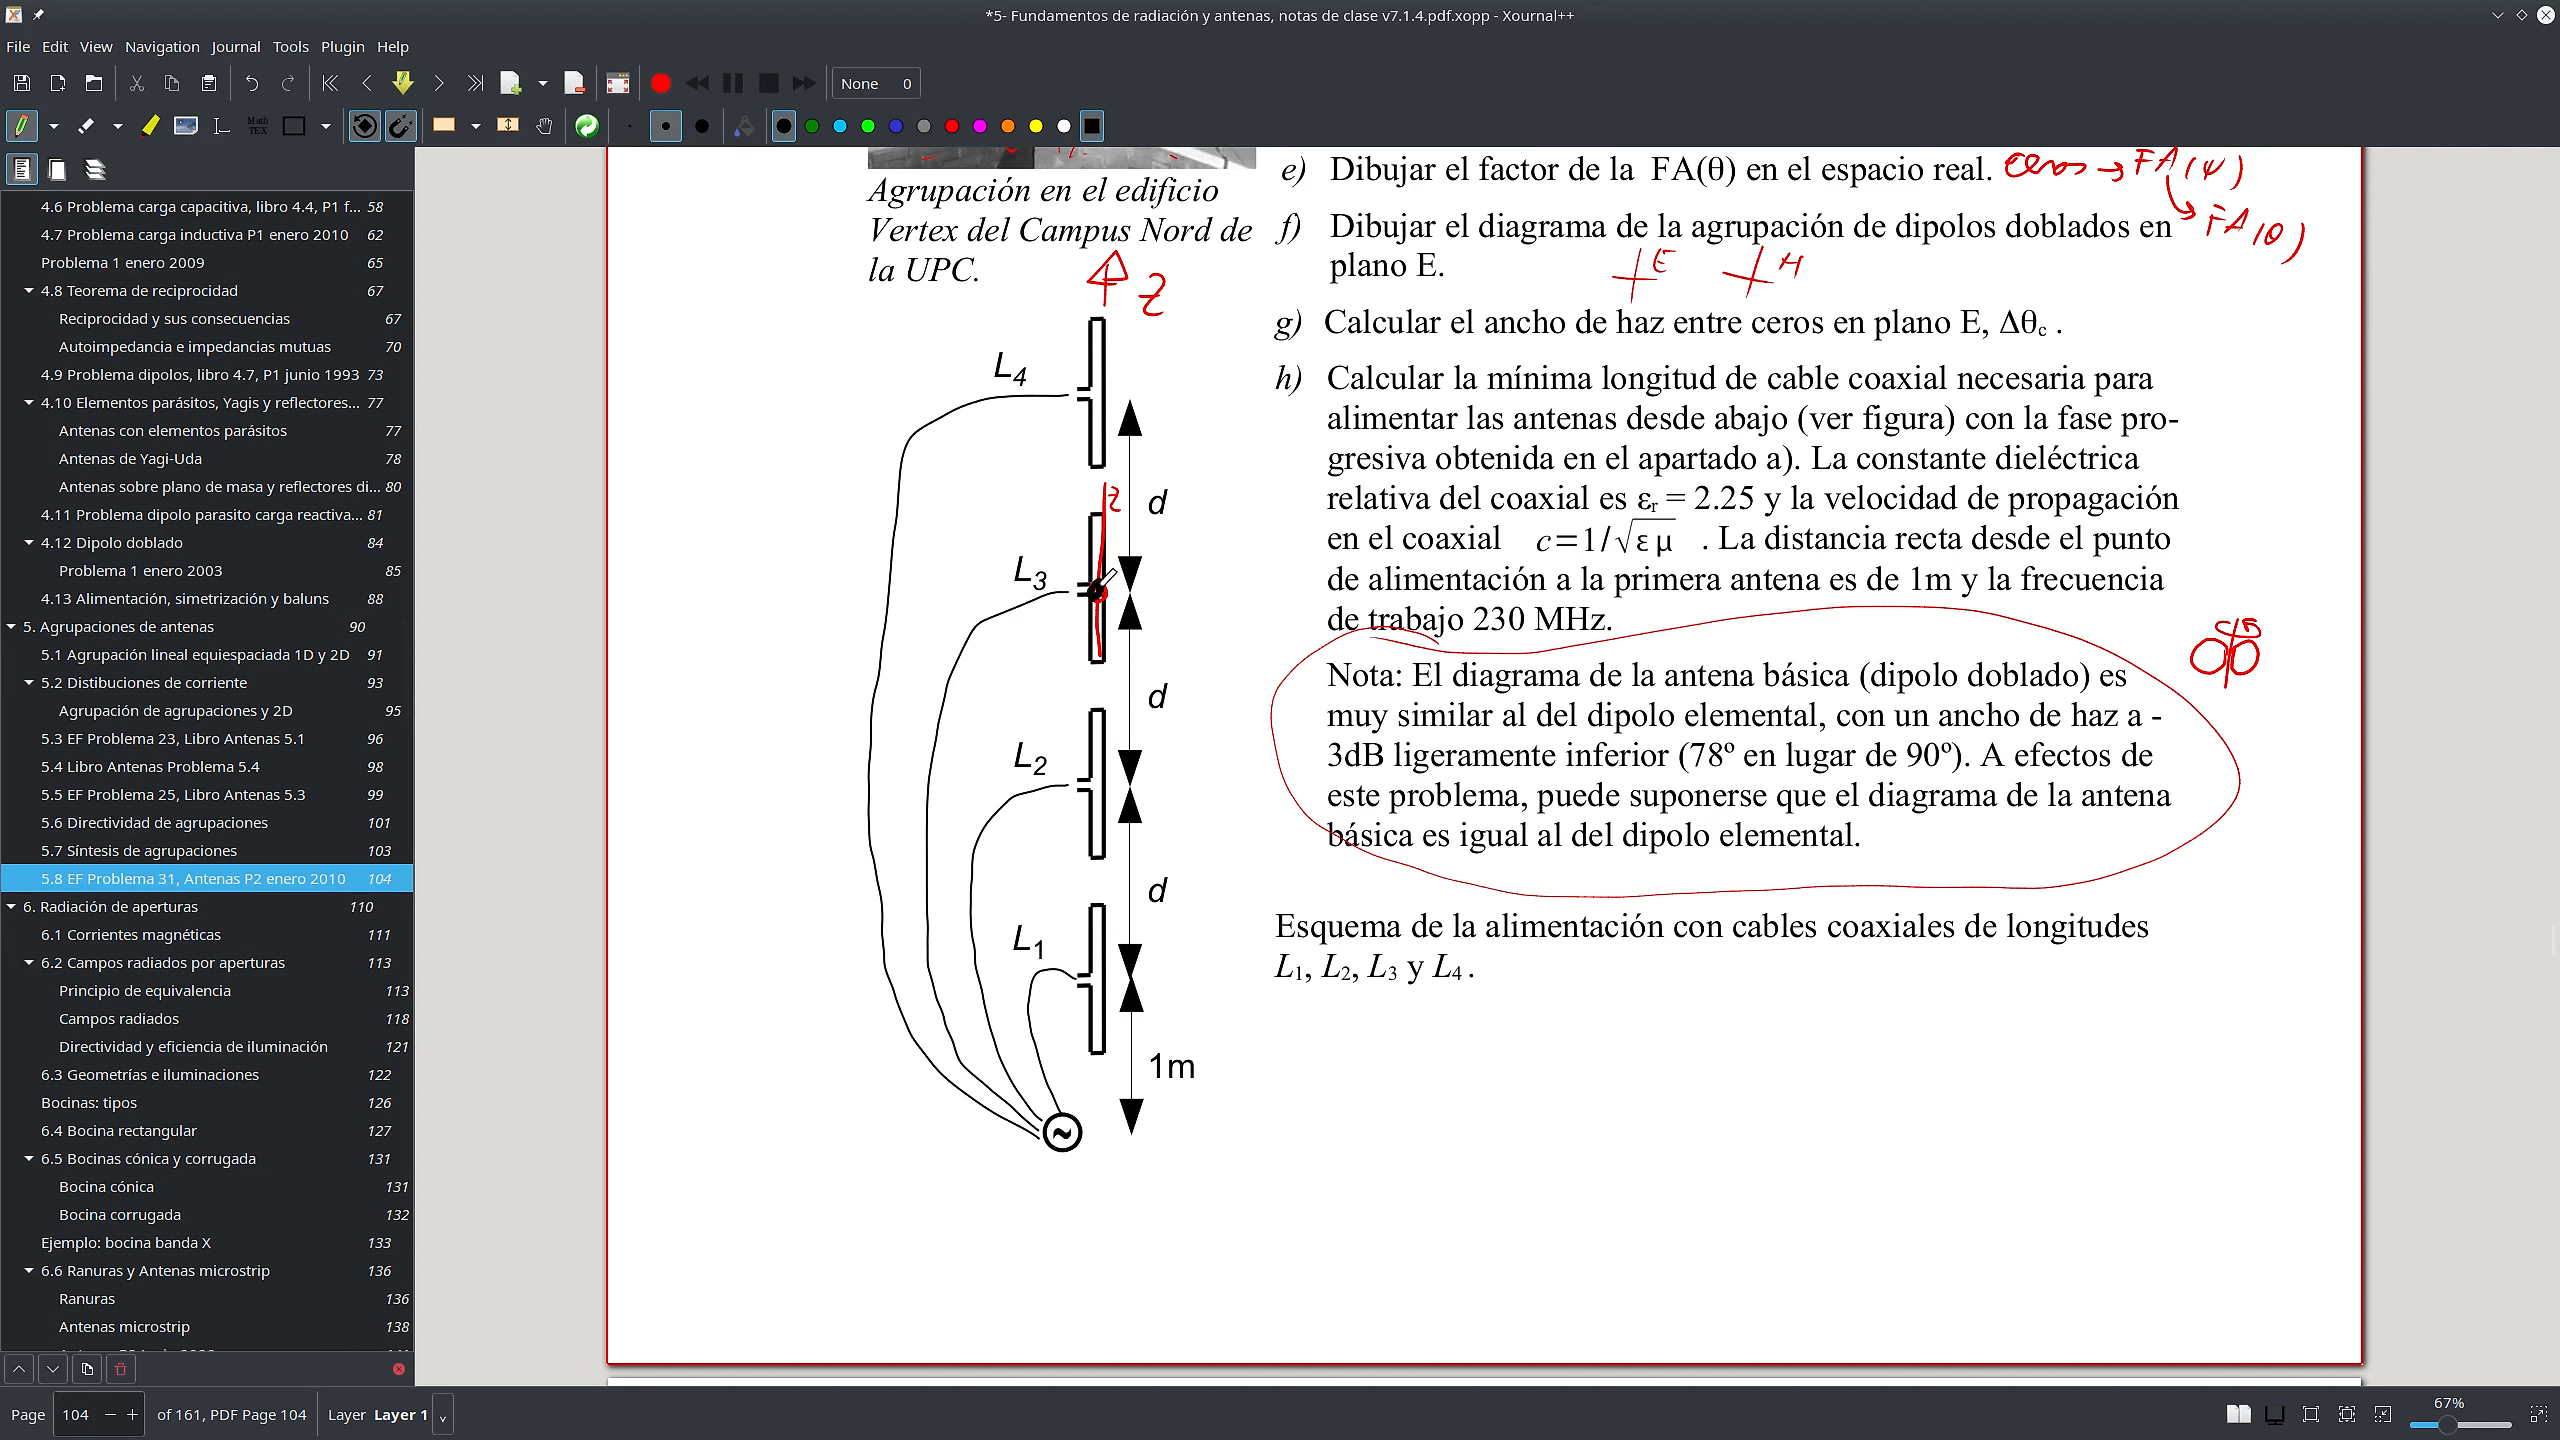 *5- Fundamentos de radiación y antenas, notas de clase v7.1.4.pdf.xopp - Xournal++
File Edit View Navigation Journal Tools Plugin Help
None 0
Math TEX
4.6 Problema carga capacitiva, libro 4.4, P1 f... 58
4.7 Problema carga inductiva P1 enero 2010 62
Problema 1 enero 2009 65
4.8 Teorema de reciprocidad 67
Reciprocidad y sus consecuencias 67
Autoimpedancia e impedancias mutuas 70
4.9 Problema dipolos, libro 4.7, P1 junio 1993 73
4.10 Elementos parásitos, Yagis y reflectores... 77
Antenas con elementos parásitos 77
Antenas de Yagi-Uda 78
Antenas sobre plano de masa y reflectores di... 80
4.11 Problema dipolo parasito carga reactiva... 81
4.12 Dipolo doblado 84
Problema 1 enero 2003 85
4.13 Alimentación, simetrización y baluns 88
5. Agrupaciones de antenas 90
5.1 Agrupación lineal equiespaciada 1D y 2D 91
5.2 Distibuciones de corriente 93
Agrupación de agrupaciones y 2D 95
5.3 EF Problema 23, Libro Antenas 5.1 96
5.4 Libro Antenas Problema 5.4 98
5.5 EF Problema 25, Libro Antenas 5.3 99
5.6 Directividad de agrupaciones 101
5.7 Síntesis de agrupaciones 103
5.8 EF Problema 31, Antenas P2 enero 2010 104
6. Radiación de aperturas 110
6.1 Corrientes magnéticas 111
6.2 Campos radiados por aperturas 113
Principio de equivalencia 113
Campos radiados 118
Directividad y eficiencia de iluminación 121
6.3 Geometrías e iluminaciones 122
Bocinas: tipos 126
6.4 Bocina rectangular 127
6.5 Bocinas cónica y corrugada 131
Bocina cónica 131
Bocina corrugada 132
Ejemplo: bocina banda X 133
6.6 Ranuras y Antenas microstrip 136
Ranuras 136
Antenas microstrip 138
Agrupación en el edificio
Vertex del Campus Nord de
la UPC.
Z
L4
d
Z
L3
d
L2
d
L1
1m
~
e) Dibujar el factor de la FA(θ) en el espacio real. ceros → FA(ψ)
FA(θ)
f) Dibujar el diagrama de la agrupación de dipolos doblados en
plano E. E H
g) Calcular el ancho de haz entre ceros en plano E, Δθc .
h) Calcular la mínima longitud de cable coaxial necesaria para
alimentar las antenas desde abajo (ver figura) con la fase pro-
gresiva obtenida en el apartado a). La constante dieléctrica
relativa del coaxial es εr = 2.25 y la velocidad de propagación
en el coaxial c=1/√ε μ . La distancia recta desde el punto
de alimentación a la primera antena es de 1m y la frecuencia
de trabajo 230 MHz.
Nota: El diagrama de la antena básica (dipolo doblado) es
muy similar al del dipolo elemental, con un ancho de haz a -
3dB ligeramente inferior (78º en lugar de 90º). A efectos de
este problema, puede suponerse que el diagrama de la antena
básica es igual al del dipolo elemental.
Esquema de la alimentación con cables coaxiales de longitudes
L1, L2, L3 y L4 .
Page 104 − + of 161, PDF Page 104 Layer Layer 1
67%